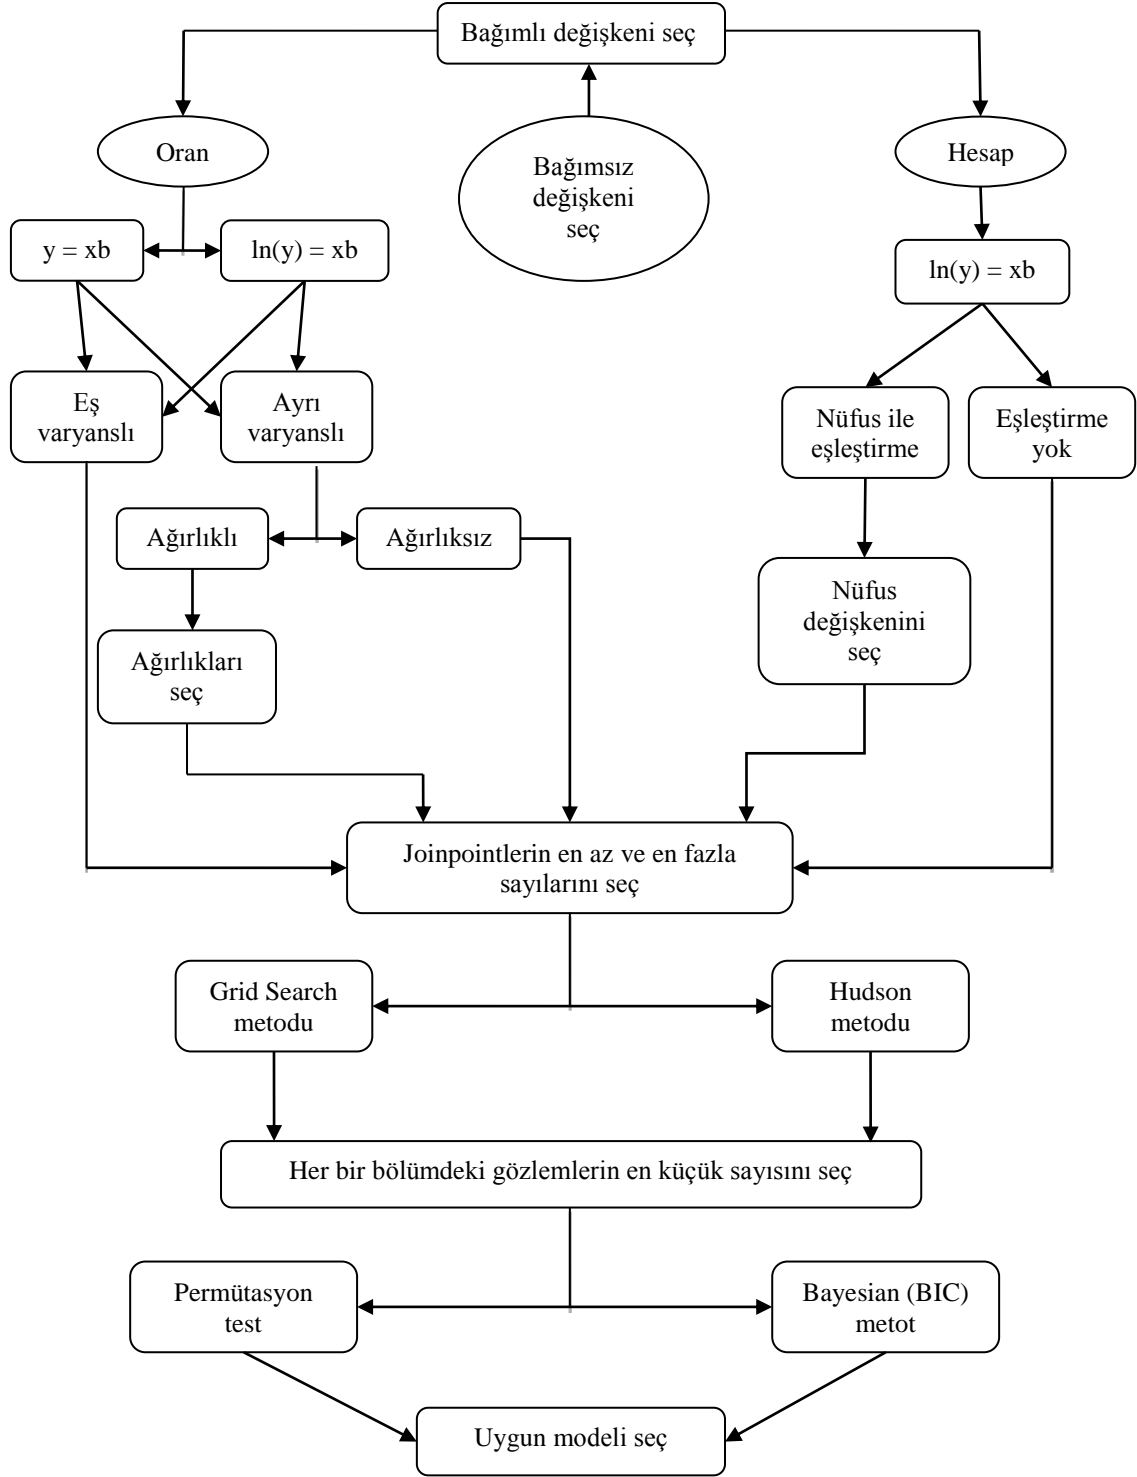 Bağımlı değişkeni seç
Oran
Bağımsız
değişkeni
seç
Hesap
y = xb
ln(y) = xb
ln(y) = xb
Eş
varyanslı
Ayrı
varyanslı
Nüfus ile
eşleştirme
Eşleştirme
yok
Ağırlıklı
Ağırlıksız
Nüfus
değişkenini
seç
Ağırlıkları
seç
Joinpointlerin en az ve en fazla
sayılarını seç
Grid Search
metodu
Hudson
metodu
Her bir bölümdeki gözlemlerin en küçük sayısını seç
Permütasyon
test
Bayesian (BIC)
metot
Uygun modeli seç